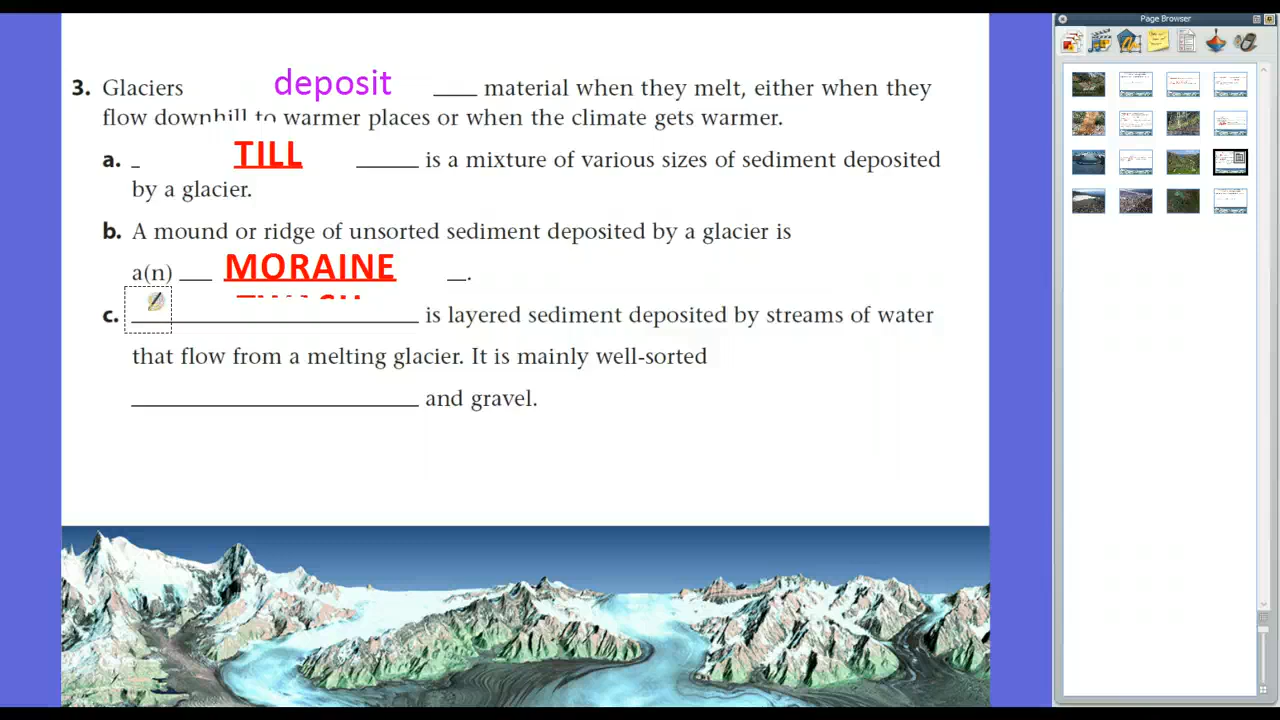 Page Browser
3. Glaciers deposit ____ material when they melt, either when they
flow downhill to warmer places or when the climate gets warmer.
a. _ TILL _____ is a mixture of various sizes of sediment deposited
by a glacier.
b. A mound or ridge of unsorted sediment deposited by a glacier is
a(n) ___ MORAINE __.
c. ______________________ is layered sediment deposited by streams of water
that flow from a melting glacier. It is mainly well-sorted
______________________ and gravel.